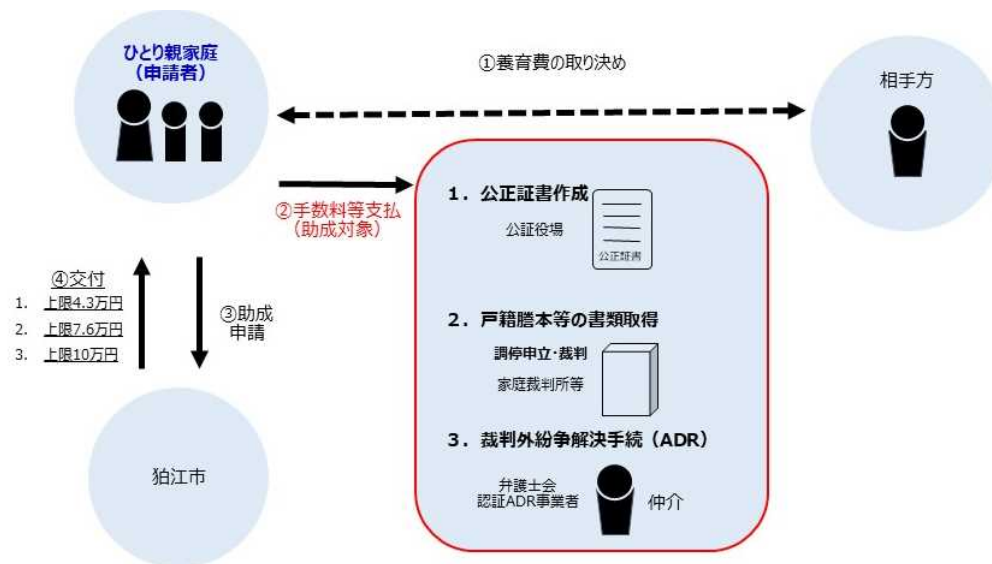 ひとり親家庭
（申請者）
①養育費の取り決め
相手方
②手数料等支払
（助成対象）
1．公正証書作成
公証役場
公正証書
2．戸籍謄本等の書類取得
調停申立・裁判
家庭裁判所等
3．裁判外紛争解決手続（ADR）
弁護士会
認証ADR事業者
仲介
③助成
申請
④交付
1. 上限4.3万円
2. 上限7.6万円
3. 上限10万円
狛江市